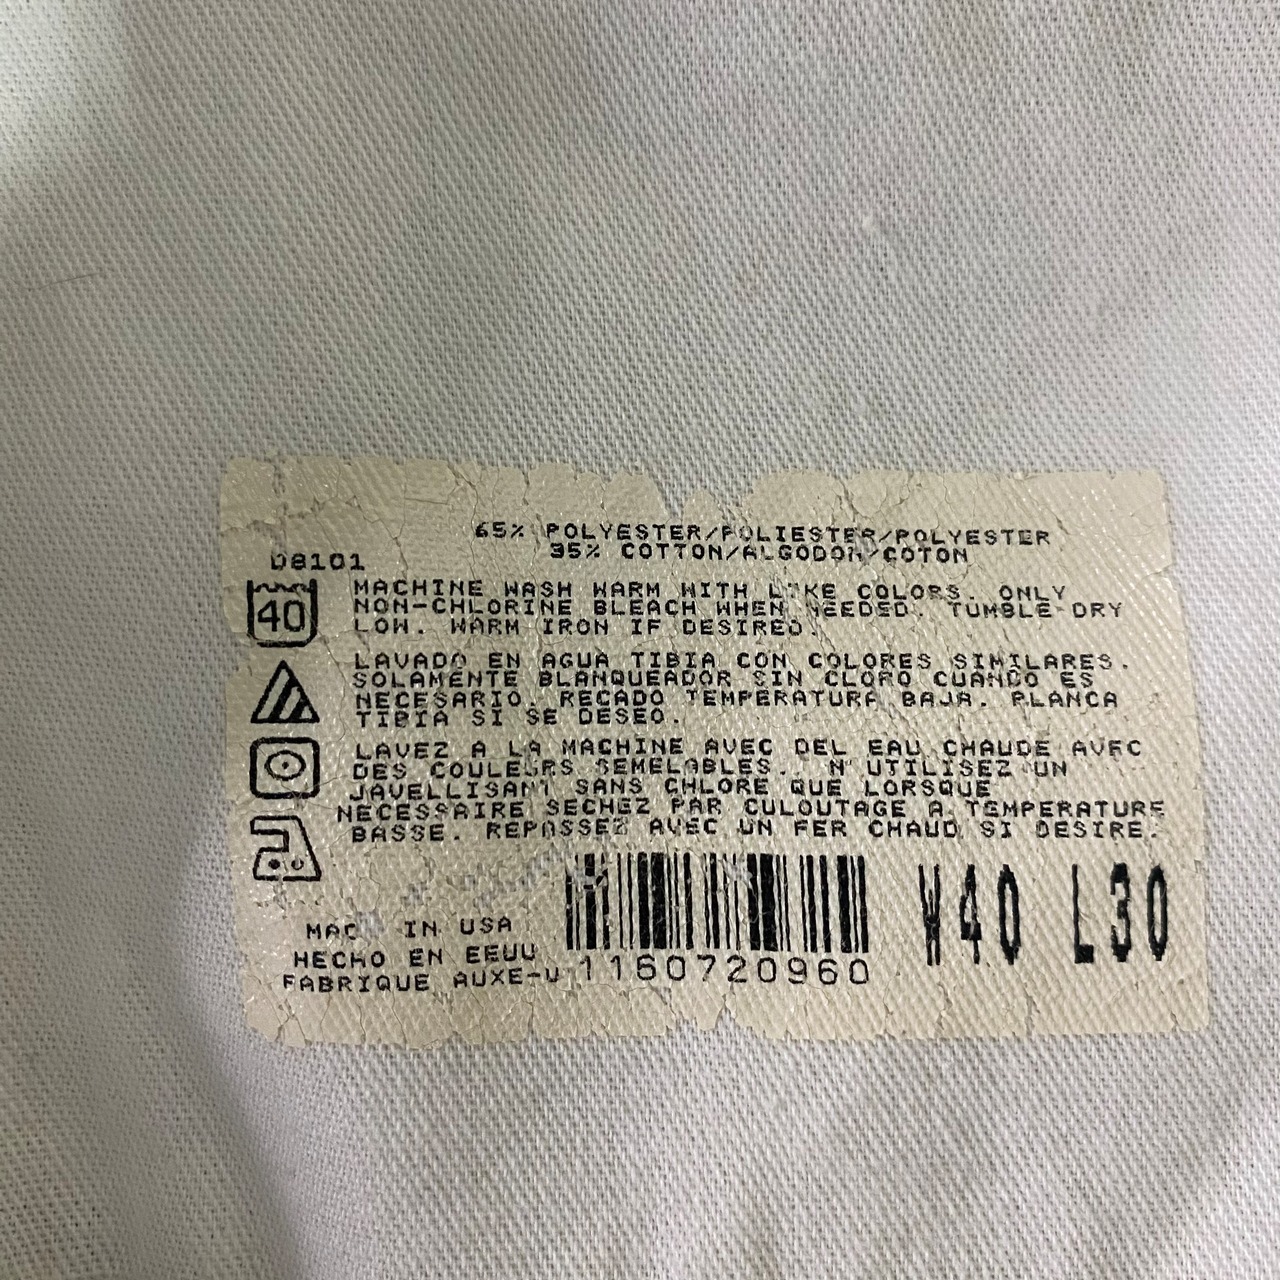 65% POLYESTER/POLIESTER/POLYESTER
35% COTTON/ALGODON/COTON
D8101
40
MACHINE WASH WARM WITH LIKE COLORS. ONLY
NON-CHLORINE BLEACH WHEN NEEDED. TUMBLE DRY
LOW. WARM IRON IF DESIRED.
LAVADO EN AGUA TIBIA CON COLORES SIMILARES.
SOLAMENTE BLANQUEADOR SIN CLORO CUANDO ES
NECESARIO. RECADO TEMPERATURA BAJA. PLANCA
TIBIA SI SE DESEO.
LAVEZ A LA MACHINE AVEC DEL EAU CHAUDE AVEC
DES COULEURS SEMELABLES. N'UTILISEZ UN
JAVELLISANT SANS CHLORE QUE LORSQUE
NECESSAIRE SECHEZ PAR CULOUTAGE A TEMPERATURE
BASSE. REPASSEZ AVEC UN FER CHAUD SI DESIRE.
W40 L30
IN USA
HECHO EN EEUU
FABRIQUE AUXE-U
1160720960